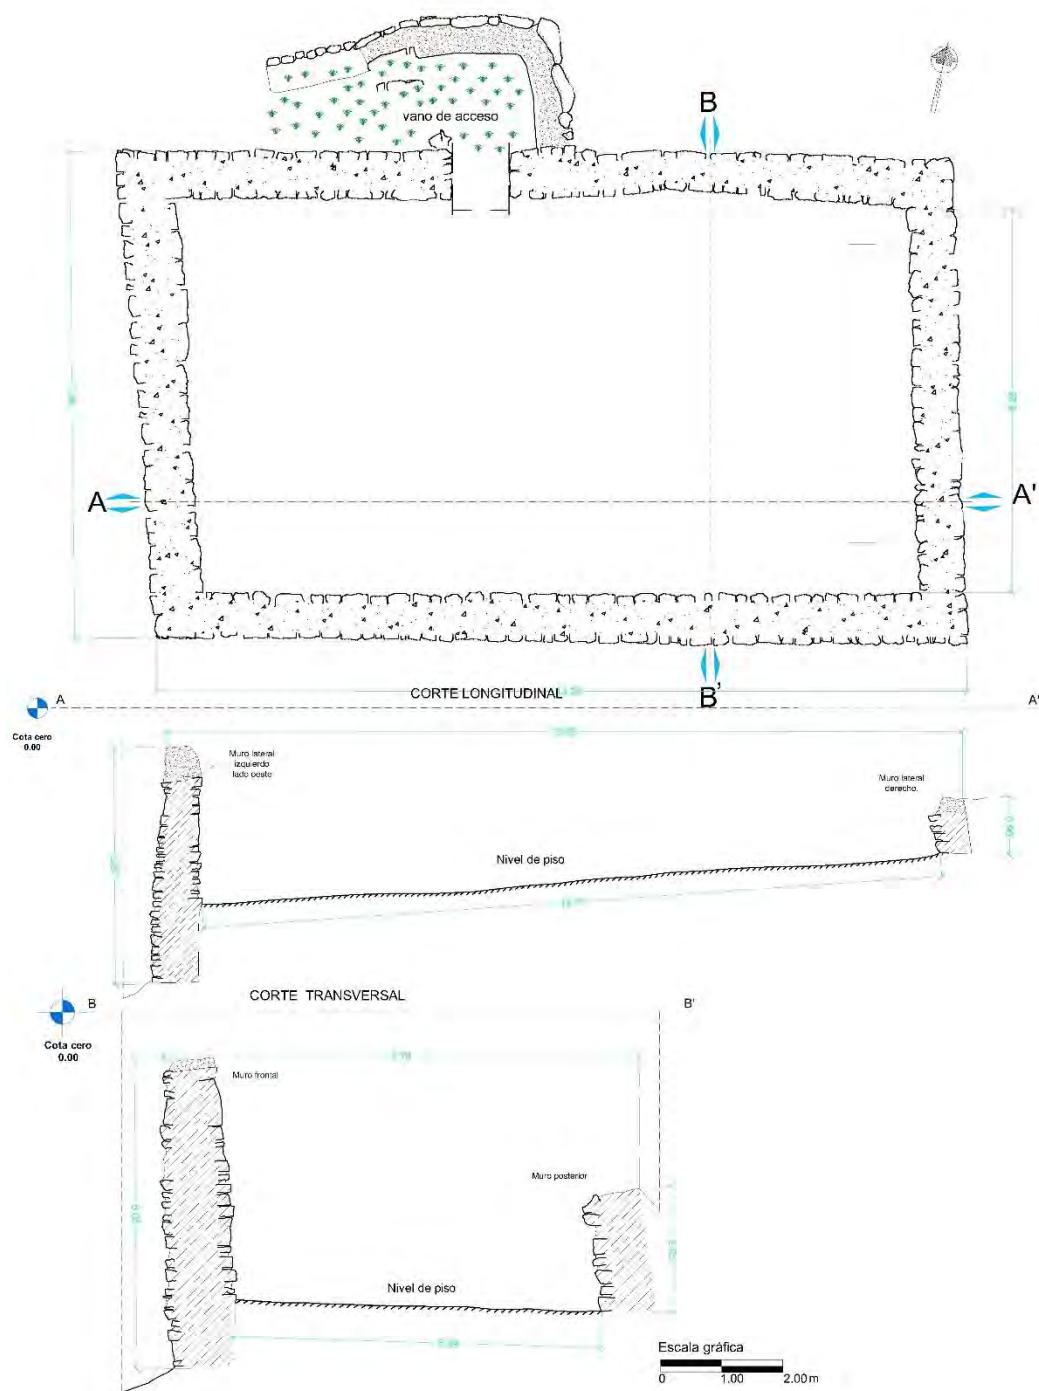 vano de acceso
B
A
A'
B'
CORTE LONGITUDINAL
A
A'
Cota cero
0.00
Muro lateral
izquierdo
lado oeste
Muro lateral
derecho.
Nivel de piso
CORTE TRANSVERSAL
B
B'
Cota cero
0.00
Muro frontal
Muro posterior
Nivel de piso
Escala gráfica
0 1.00 2.00 m